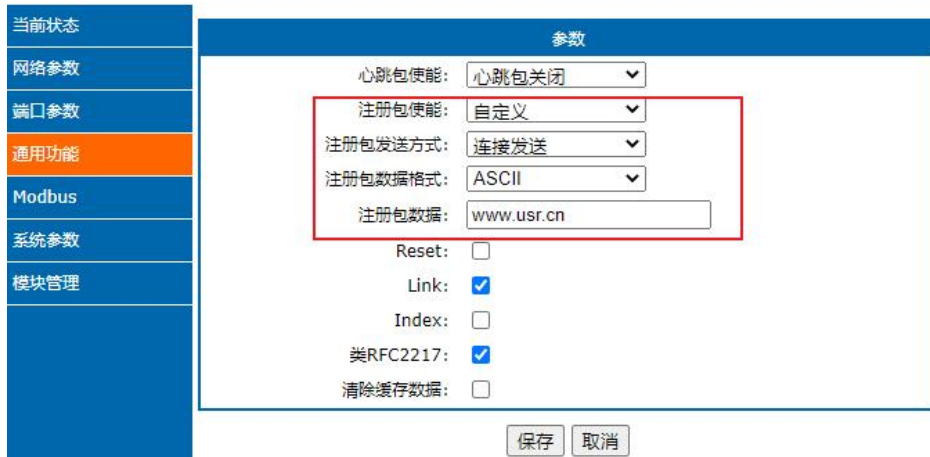 当前状态
网络参数
端口参数
通用功能
Modbus
系统参数
模块管理
参数
心跳包使能: 心跳包关闭
注册包使能: 自定义
注册包发送方式: 连接发送
注册包数据格式: ASCII
注册包数据: www.usr.cn
Reset:
Link:
Index:
类RFC2217:
清除缓存数据:
保存 取消